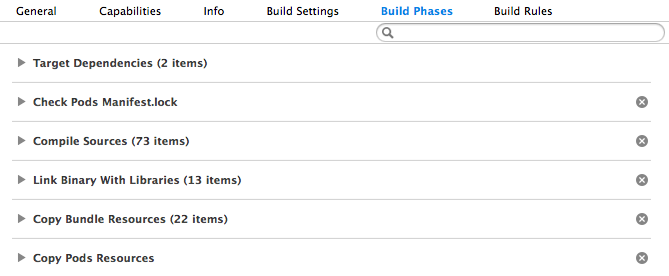 General Capabilities Info Build Settings Build Phases Build Rules
Target Dependencies (2 items)
Check Pods Manifest.lock
Compile Sources (73 items)
Link Binary With Libraries (13 items)
Copy Bundle Resources (22 items)
Copy Pods Resources